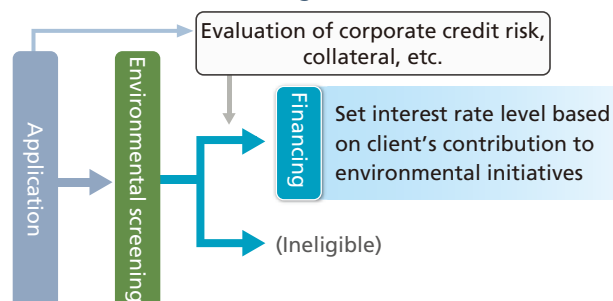 Evaluation of corporate credit risk,
collateral, etc.
Application
Environmental screening
Financing
Set interest rate level based
on client's contribution to
environmental initiatives
(Ineligible)